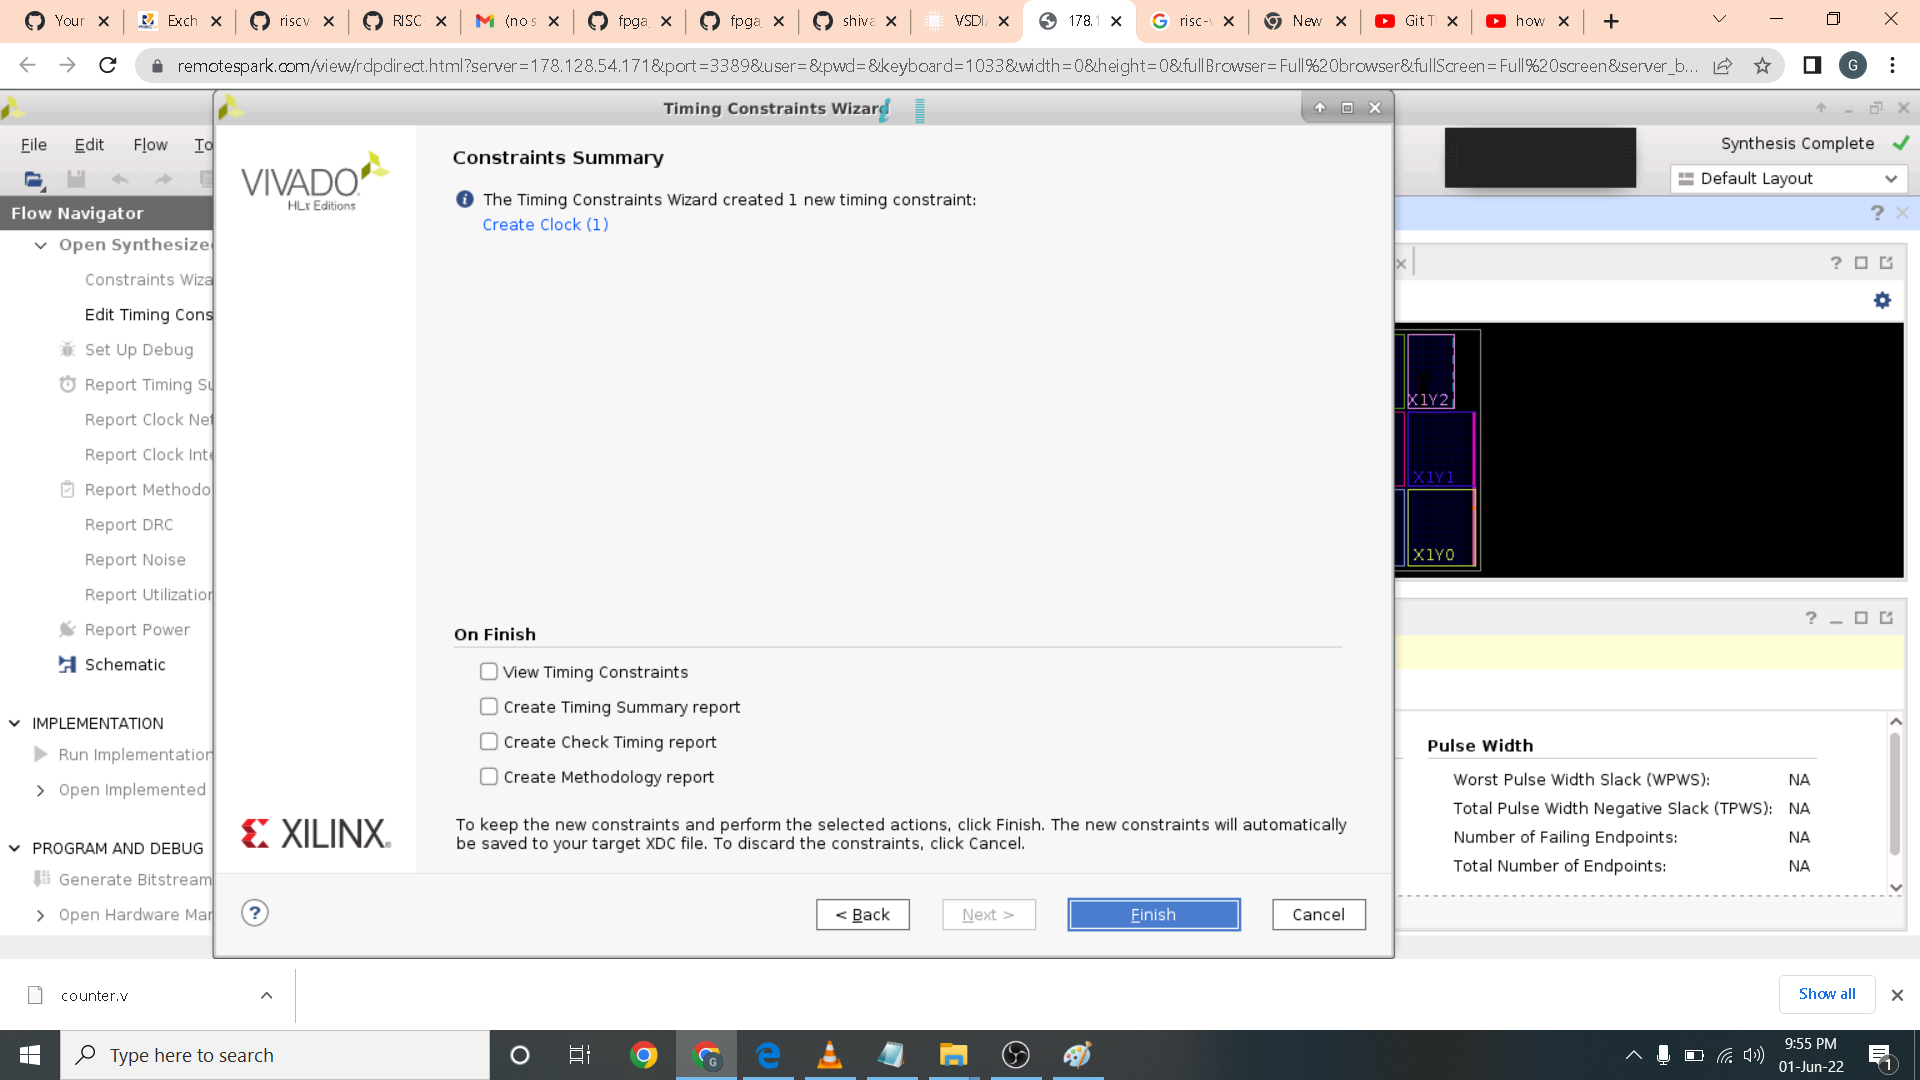 Your
Exch
riscv
RISC
(no s
fpga
fpga
shiva
VSDI
178.1
risc-v
New
Git T
how
remotespark.com/view/rdpdirect.html?server=178.128.54.171&port=3389&user=&pwd=&keyboard=1033&width=0&height=0&fullBrowser=Full%20browser&fullScreen=Full%20screen&server_b...
G
Timing Constraints Wizard
File Edit Flow To
Synthesis Complete
Default Layout
Flow Navigator
Open Synthesized
Constraints Wiza
Edit Timing Cons
Set Up Debug
Report Timing Su
Report Clock Net
Report Clock Inte
Report Methodo
Report DRC
Report Noise
Report Utilization
Report Power
Schematic
IMPLEMENTATION
Run Implementation
Open Implemented
PROGRAM AND DEBUG
Generate Bitstream
Open Hardware Man
VIVADO
HLx Editions
XILINX
Constraints Summary
The Timing Constraints Wizard created 1 new timing constraint:
Create Clock (1)
On Finish
View Timing Constraints
Create Timing Summary report
Create Check Timing report
Create Methodology report
To keep the new constraints and perform the selected actions, click Finish. The new constraints will automatically
be saved to your target XDC file. To discard the constraints, click Cancel.
?
< Back
Next >
Finish
Cancel
X1Y2
X1Y1
X1Y0
Pulse Width
Worst Pulse Width Slack (WPWS): NA
Total Pulse Width Negative Slack (TPWS): NA
Number of Failing Endpoints: NA
Total Number of Endpoints: NA
counter.v
Show all
Type here to search
9:55 PM
01-Jun-22
1